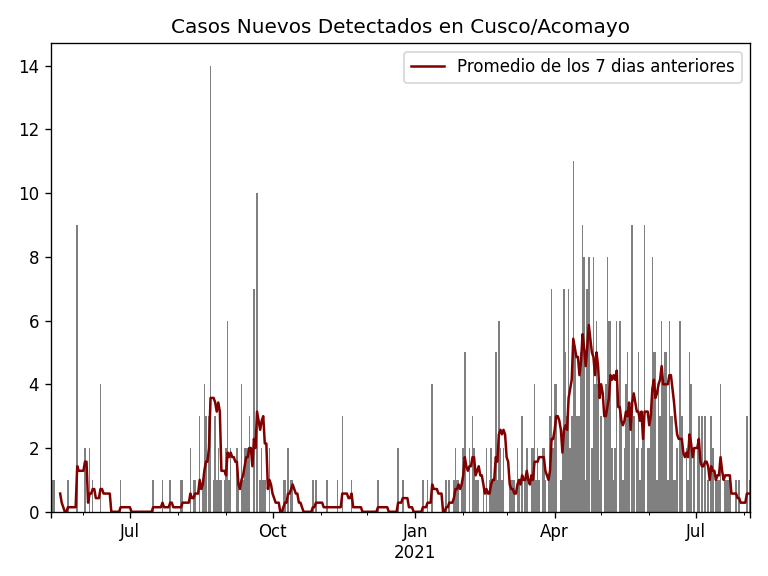 Casos Nuevos Detectados en Cusco/Acomayo
Promedio de los 7 dias anteriores
14
12
10
8
6
4
2
0
Jul
Oct
Jan
Apr
Jul
2021